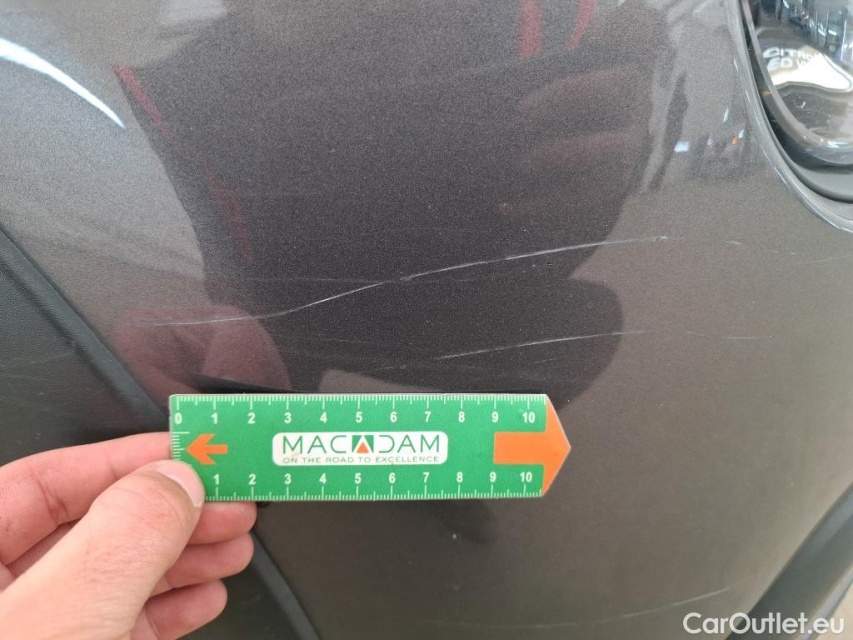 CITR
0 1 2 3 4 5 6 7 8 9 10
MACADAM
ON THE ROAD TO EXCELLENCE
1 2 3 4 5 6 7 8 9 10
CarOutlet.eu